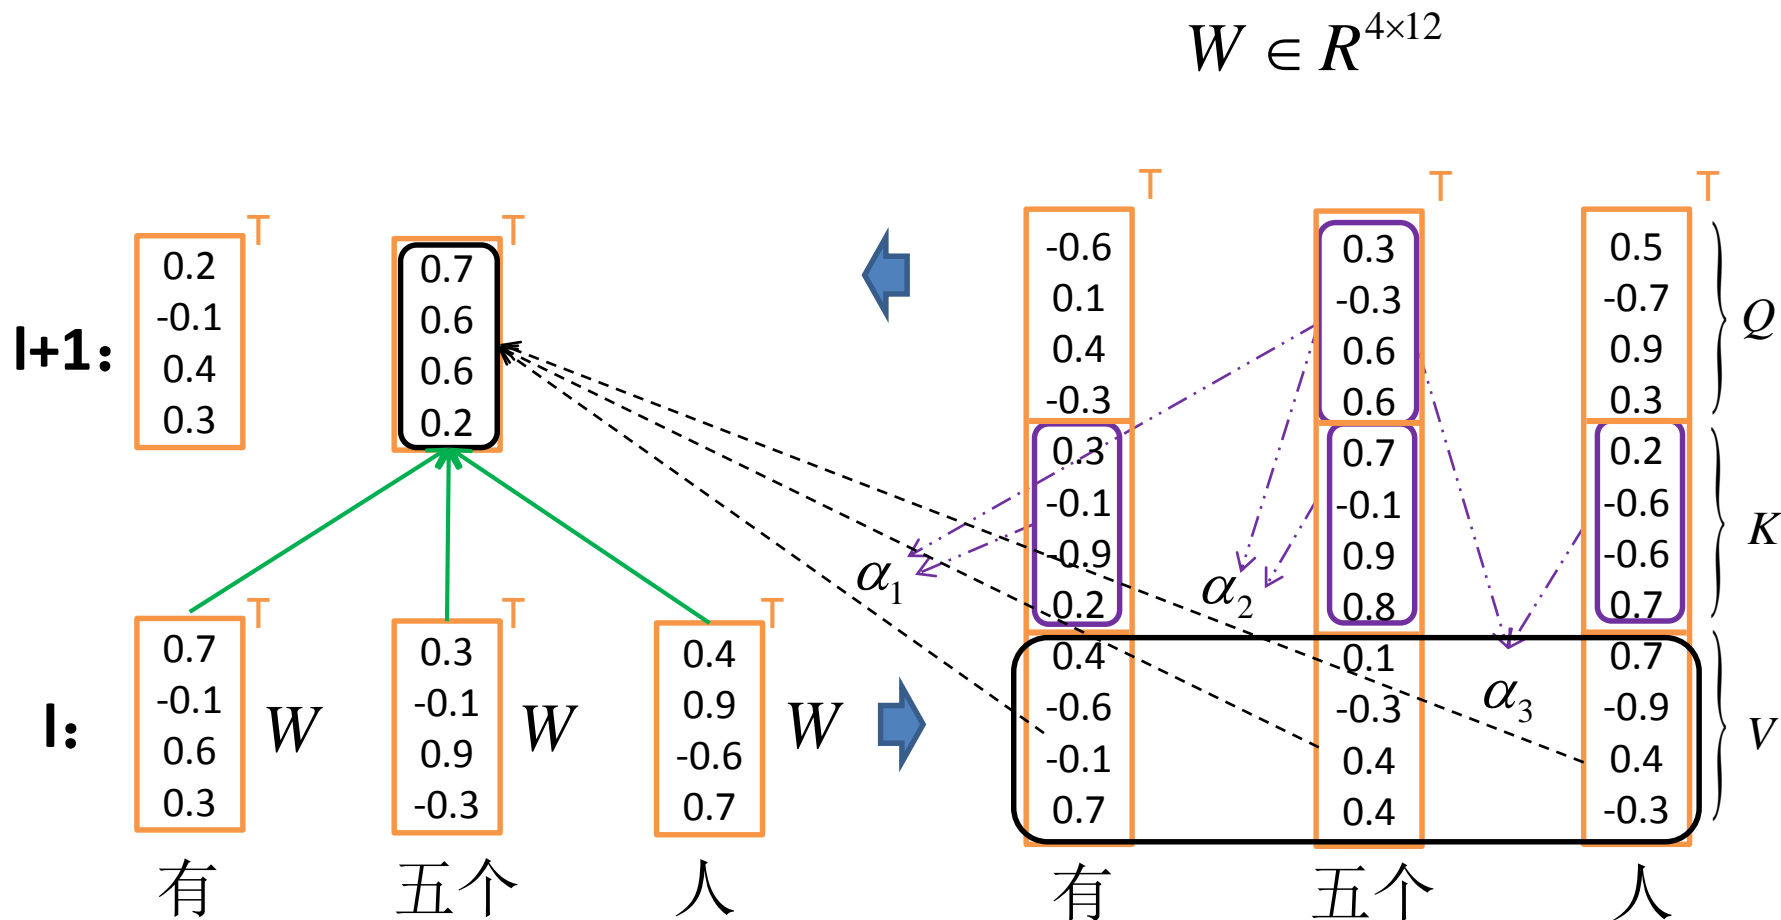 W ∈ R^{4×12}
T T T
T T
0.2 0.7 -0.6 0.3 0.5
-0.1 0.6 0.1 -0.3 -0.7
l+1: Q
0.4 0.6 0.4 0.6 0.9
0.3 0.2 -0.3 0.6 0.3
0.3 0.7 0.2
-0.1 -0.1 -0.6 K
-0.9 0.9 -0.6
α₁ α₂
0.2 0.8 0.7
T T T
0.7 0.3 0.4 0.4 0.1 0.7
-0.1 -0.1 0.9 -0.6 -0.3 α₃ -0.9
l: W W W V
0.6 0.9 -0.6 -0.1 0.4 0.4
0.3 -0.3 0.7 0.7 0.4 -0.3
有 五个 人 有 五个 人